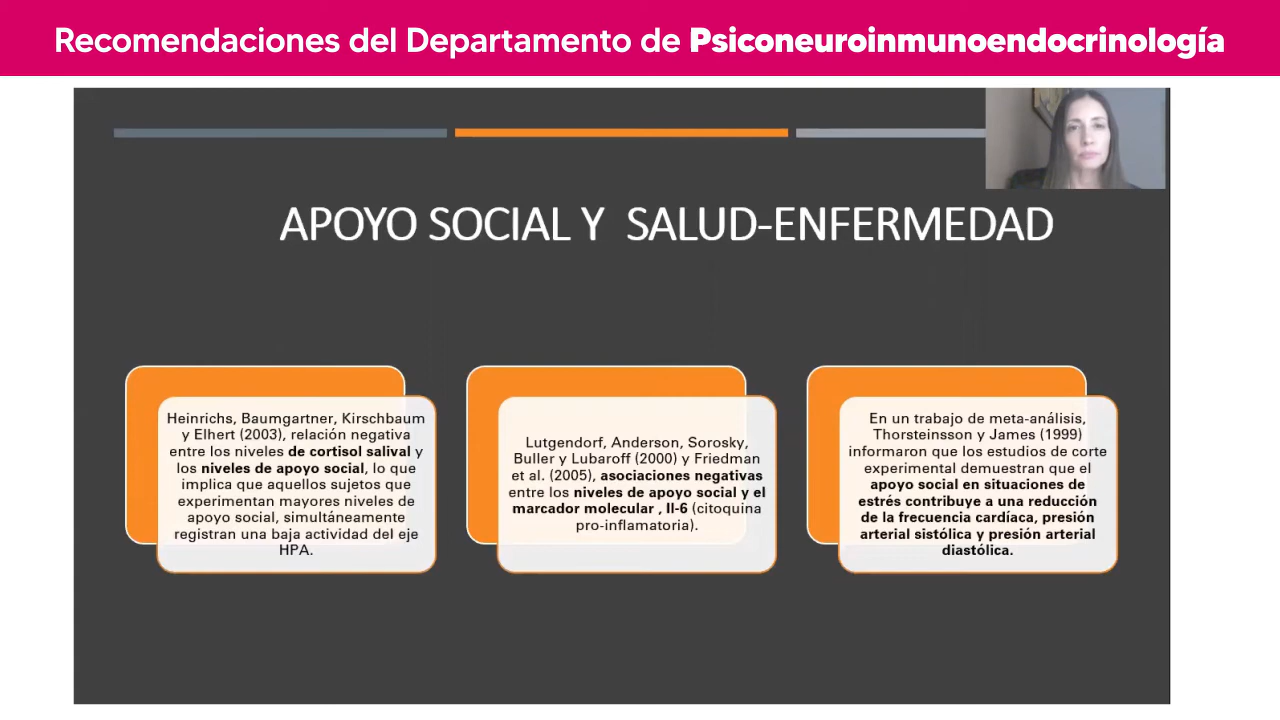 Recomendaciones del Departamento de Psiconeuroinmunoendocrinología
APOYO SOCIAL Y SALUD-ENFERMEDAD
Heinrichs, Baumgartner, Kirschbaum
y Elhert (2003), relación negativa
entre los niveles de cortisol salival y
los niveles de apoyo social, lo que
implica que aquellos sujetos que
experimentan mayores niveles de
apoyo social, simultáneamente
registran una baja actividad del eje
HPA.
Lutgendorf, Anderson, Sorosky,
Buller y Lubaroff (2000) y Friedman
et al. (2005), asociaciones negativas
entre los niveles de apoyo social y el
marcador molecular , Il-6 (citoquina
pro-inflamatoria).
En un trabajo de meta-análisis,
Thorsteinsson y James (1999)
informaron que los estudios de corte
experimental demuestran que el
apoyo social en situaciones de
estrés contribuye a una reducción
de la frecuencia cardíaca, presión
arterial sistólica y presión arterial
diastólica.